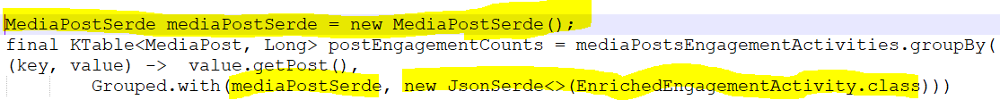 MediaPostSerde mediaPostSerde = new MediaPostSerde();
final KTable<MediaPost, Long> postEngagementCounts = mediaPostsEngagementActivities.groupBy(
(key, value) ->  value.getPost(),
Grouped.with(mediaPostSerde, new JsonSerde<>(EnrichedEngagementActivity.class)))